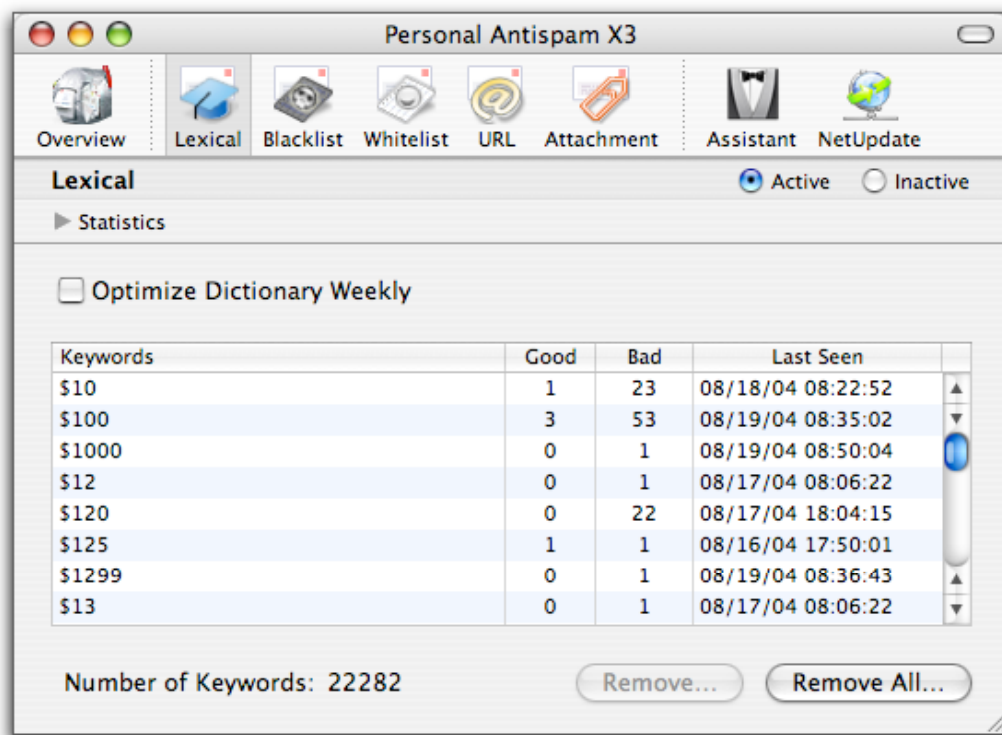 Personal Antispam X3
Overview Lexical Blacklist Whitelist URL Attachment Assistant NetUpdate
Lexical Active Inactive
Statistics
Optimize Dictionary Weekly
Keywords Good Bad Last Seen
$10 1 23 08/18/04 08:22:52
$100 3 53 08/19/04 08:35:02
$1000 0 1 08/19/04 08:50:04
$12 0 1 08/17/04 08:06:22
$120 0 22 08/17/04 18:04:15
$125 1 1 08/16/04 17:50:01
$1299 0 1 08/19/04 08:36:43
$13 0 1 08/17/04 08:06:22
Number of Keywords: 22282 Remove... Remove All...